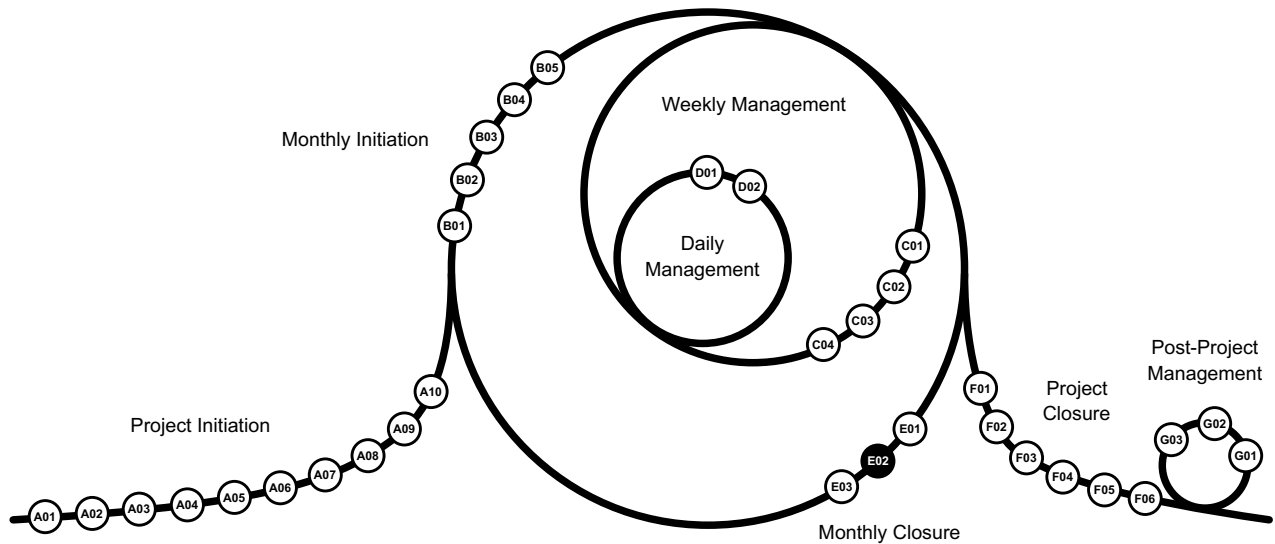 Monthly Initiation
B01
B02
B03
B04
B05
Weekly Management
D01
D02
Daily
Management
C01
C02
C03
C04
Project Initiation
A01
A02
A03
A04
A05
A06
A07
A08
A09
A10
E01
E02
E03
Monthly Closure
F01
F02
F03
F04
F05
F06
Project
Closure
Post-Project
Management
G03
G02
G01